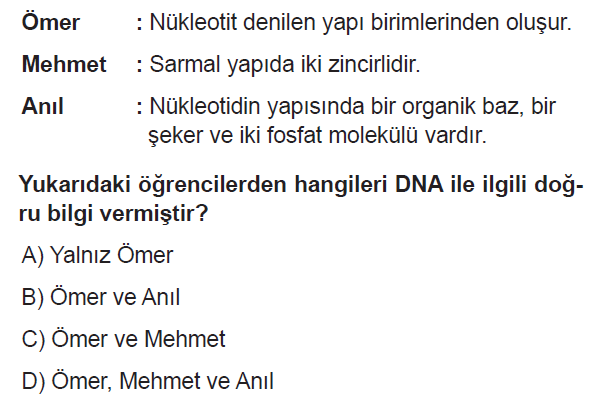 Ömer : Nükleotit denilen yapı birimlerinden oluşur.
Mehmet : Sarmal yapıda iki zincirlidir.
Anıl : Nükleotidin yapısında bir organik baz, bir
şeker ve iki fosfat molekülü vardır.
Yukarıdaki öğrencilerden hangileri DNA ile ilgili doğ-
ru bilgi vermiştir?
A) Yalnız Ömer
B) Ömer ve Anıl
C) Ömer ve Mehmet
D) Ömer, Mehmet ve Anıl